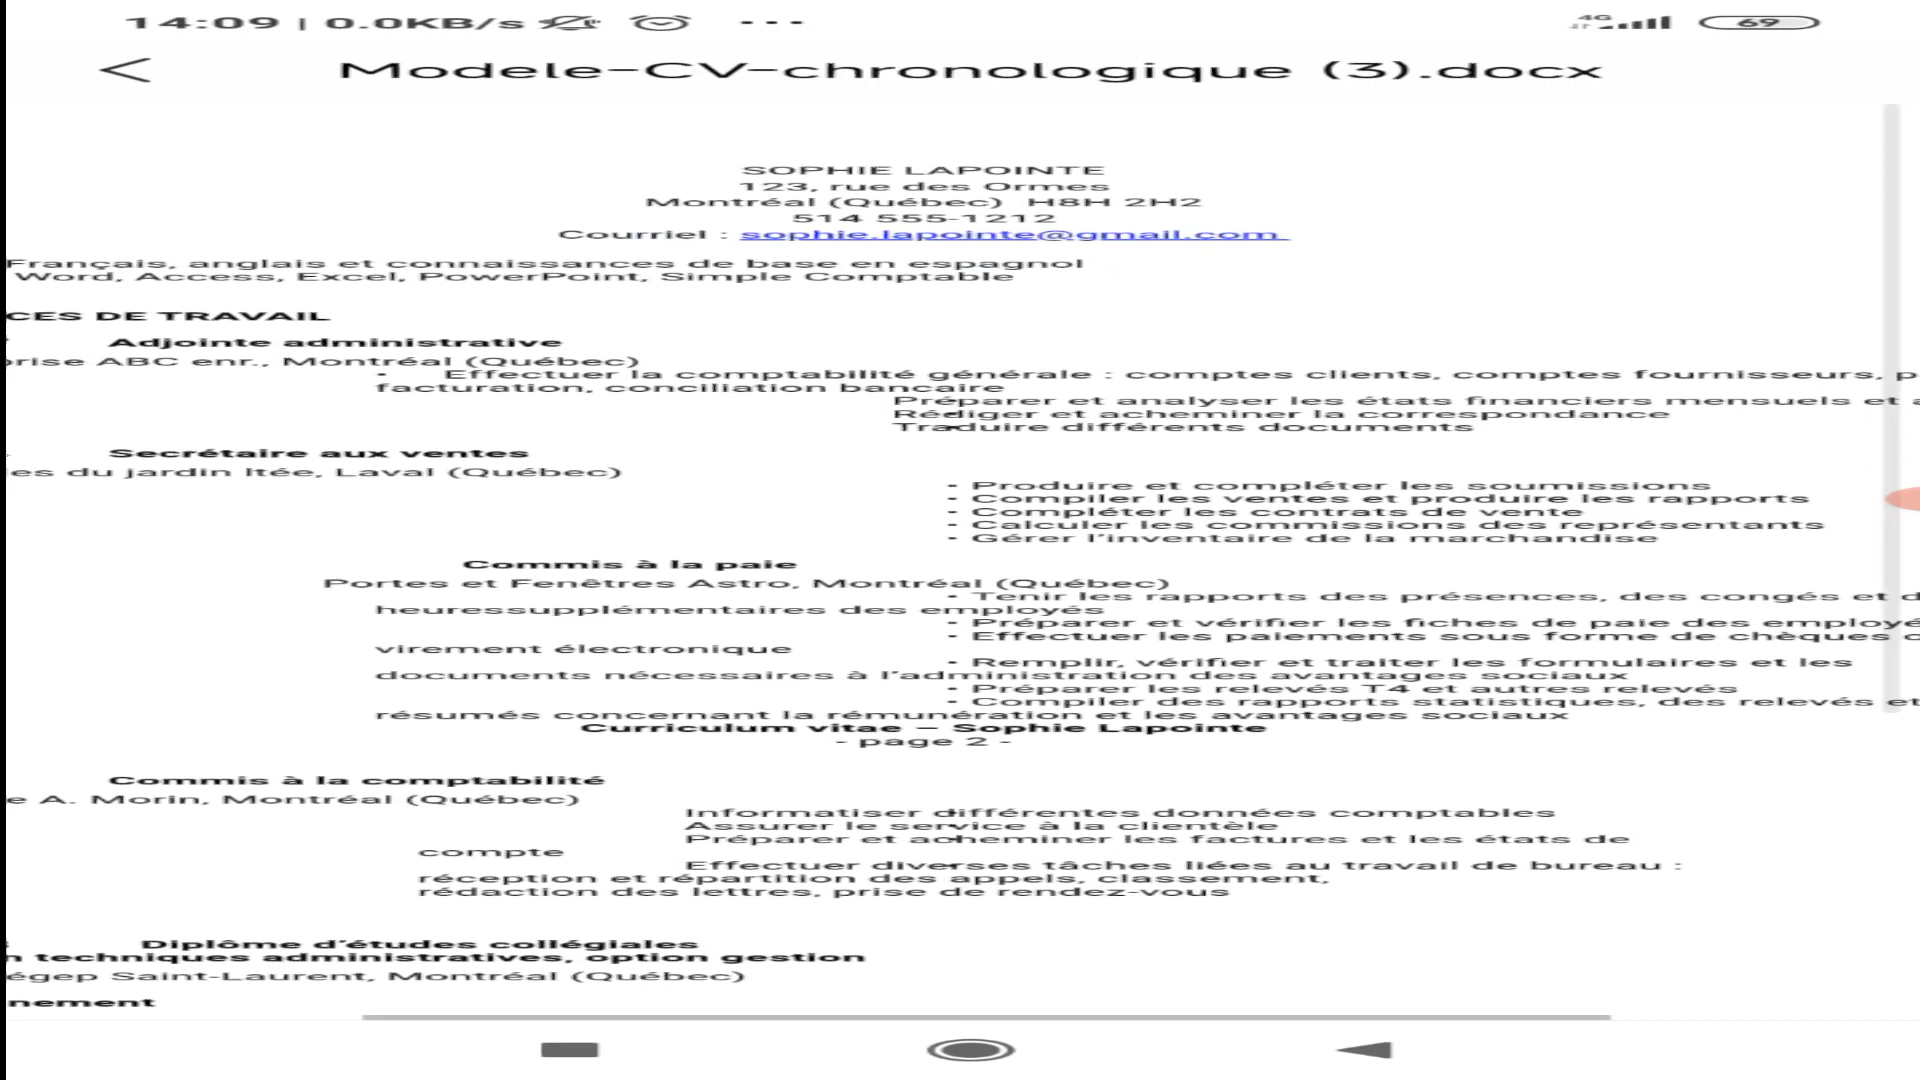 14:09 | 0.0KB/s ... 4G 69
Modele-CV-chronologique (3).docx
SOPHIE LAPOINTE
123, rue des Ormes
Montréal (Québec) H8H 2H2
514 555-1212
Courriel : sophie.lapointe@gmail.com
Français, anglais et connaissances de base en espagnol
Word, Access, Excel, PowerPoint, Simple Comptable
CES DE TRAVAIL
Adjointe administrative
prise ABC enr., Montréal (Québec)
• Effectuer la comptabilité générale : comptes clients, comptes fournisseurs, p
facturation, conciliation bancaire
Préparer et analyser les états financiers mensuels et a
Rédiger et acheminer la correspondance
Traduire différents documents
Secrétaire aux ventes
es du jardin ltée, Laval (Québec)
• Produire et compléter les soumissions
• Compiler les ventes et produire les rapports
• Compléter les contrats de vente
• Calculer les commissions des représentants
• Gérer l'inventaire de la marchandise
Commis à la paie
Portes et Fenêtres Astro, Montréal (Québec)
• Tenir les rapports des présences, des congés et d
heuressupplémentaires des employés
• Préparer et vérifier les fiches de paie des employé
• Effectuer les paiements sous forme de chèques o
virement électronique
• Remplir, vérifier et traiter les formulaires et les
documents nécessaires à l'administration des avantages sociaux
• Préparer les relevés T4 et autres relevés
• Compiler des rapports statistiques, des relevés et
résumés concernant la rémunération et les avantages sociaux
Curriculum vitae – Sophie Lapointe
- page 2 -
Commis à la comptabilité
e A. Morin, Montréal (Québec)
Informatiser différentes données comptables
Assurer le service à la clientèle
Préparer et acheminer les factures et les états de
compte
Effectuer diverses tâches liées au travail de bureau :
réception et répartition des appels, classement,
rédaction des lettres, prise de rendez-vous
Diplôme d'études collégiales
n techniques administratives, option gestion
égep Saint-Laurent, Montréal (Québec)
nement